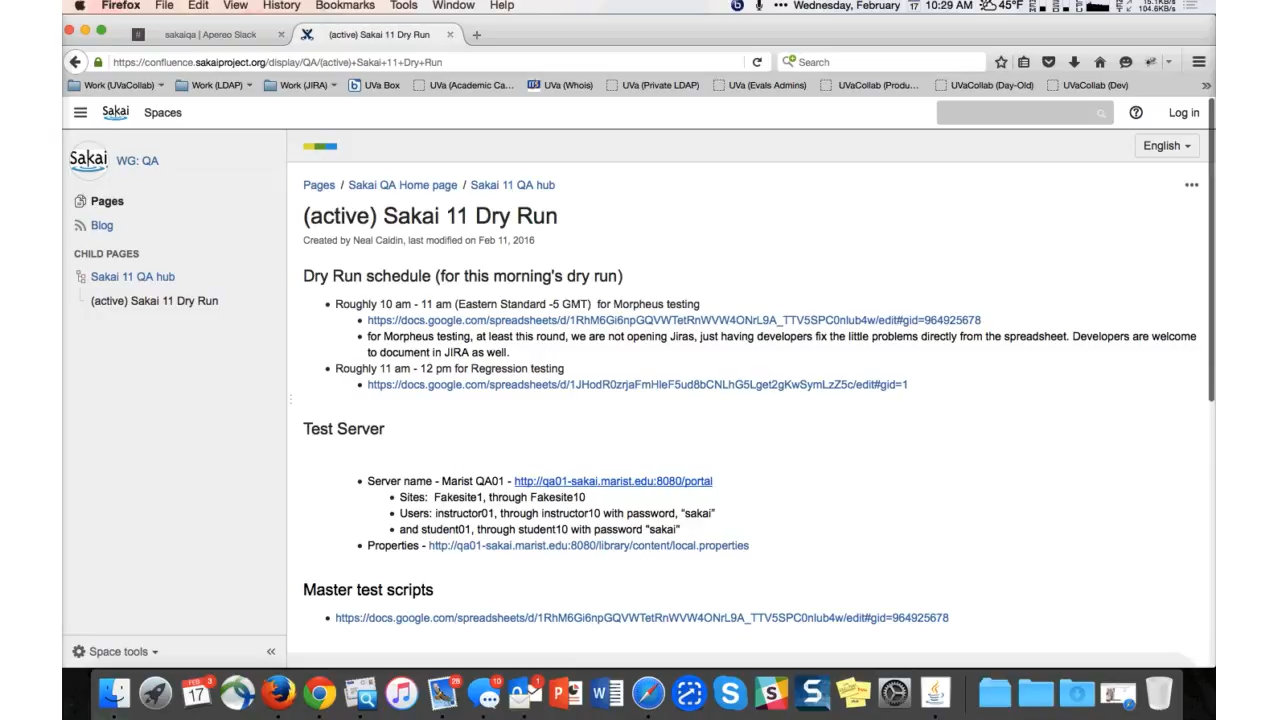 Firefox File Edit View History Bookmarks Tools Window Help Wednesday, February 17 10:29 AM 45°F 15.1KB/s
104.6KB/s
sakaiqa | Apereo Slack (active) Sakai 11 Dry Run
https://confluence.sakaiproject.org/display/QA/(active)+Sakai+11+Dry+Run Search
Work (UVaCollab) Work (LDAP) Work (JIRA) UVa Box UVa (Academic Ca... UVa (Whois) UVa (Private LDAP) UVa (Evals Admins) UVaCollab (Produ... UVaCollab (Day-Old) UVaCollab (Dev)
Sakai Spaces Log in
Sakai WG: QA
English
Pages
Blog
CHILD PAGES
Sakai 11 QA hub
(active) Sakai 11 Dry Run
Pages / Sakai QA Home page / Sakai 11 QA hub
(active) Sakai 11 Dry Run
Created by Neal Caidin, last modified on Feb 11, 2016
Dry Run schedule (for this morning's dry run)
Roughly 10 am - 11 am (Eastern Standard -5 GMT) for Morpheus testing
https://docs.google.com/spreadsheets/d/1RhM6Gi6npGQVWTetRnWVW4ONrL9A_TTV5SPC0nlub4w/edit#gid=964925678
for Morpheus testing, at least this round, we are not opening Jiras, just having developers fix the little problems directly from the spreadsheet. Developers are welcome
to document in JIRA as well.
Roughly 11 am - 12 pm for Regression testing
https://docs.google.com/spreadsheets/d/1JHodR0zrjaFmHleF5ud8bCNLhG5Lget2gKwSymLzZ5c/edit#gid=1
Test Server
Server name - Marist QA01 - http://qa01-sakai.marist.edu:8080/portal
Sites: Fakesite1, through Fakesite10
Users: instructor01, through instructor10 with password, "sakai"
and student01, through student10 with password "sakai"
Properties - http://qa01-sakai.marist.edu:8080/library/content/local.properties
Master test scripts
https://docs.google.com/spreadsheets/d/1RhM6Gi6npGQVWTetRnWVW4ONrL9A_TTV5SPC0nlub4w/edit#gid=964925678
Space tools
FEB 17 3 28 10 1